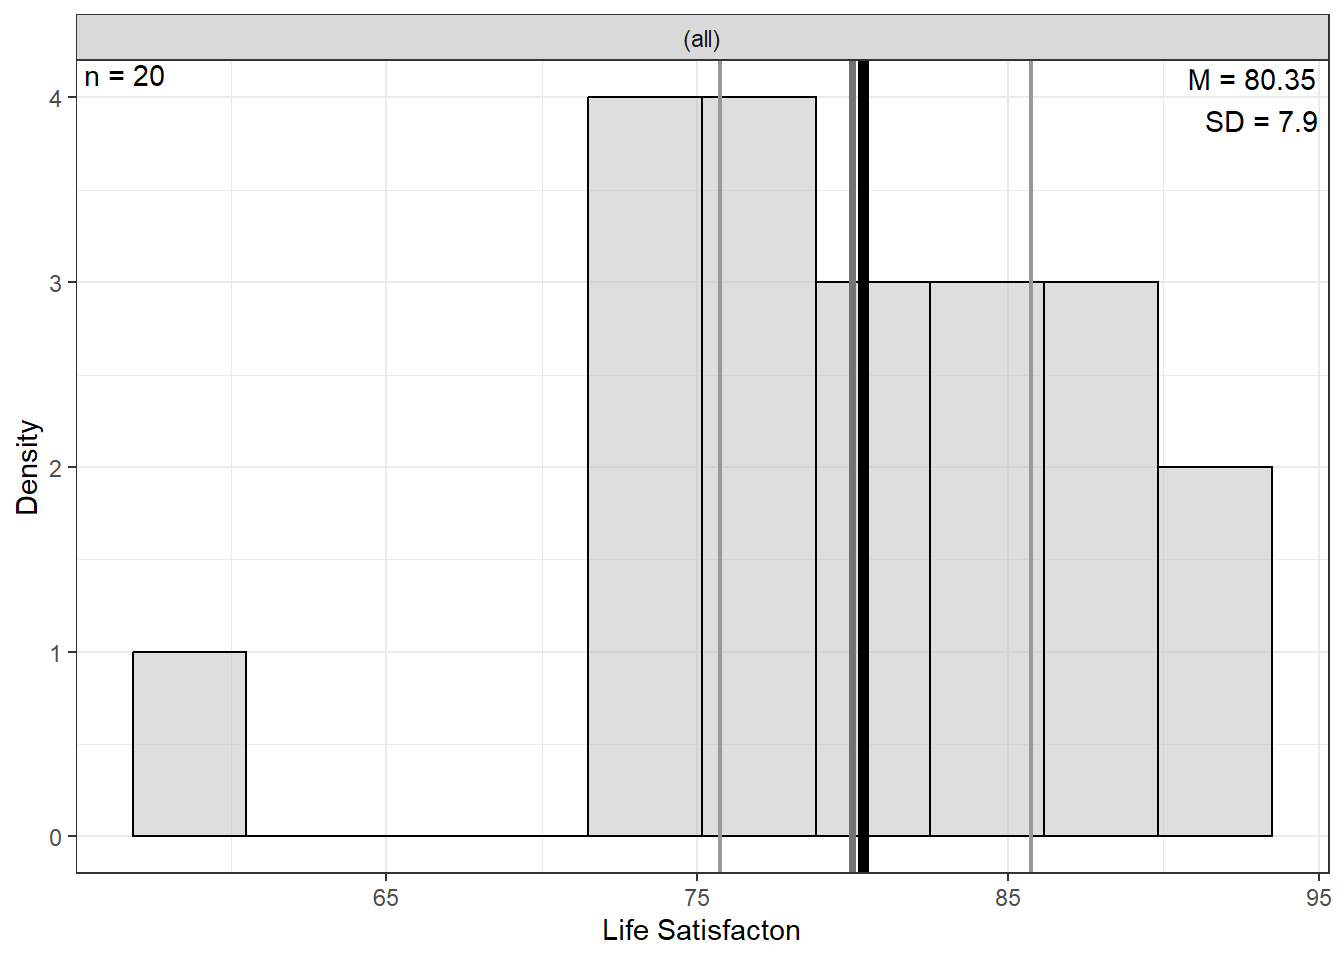 (all)
n = 20
M = 80.35
SD = 7.9
4
3
2
1
0
Density
65
75
85
95
Life Satisfacton